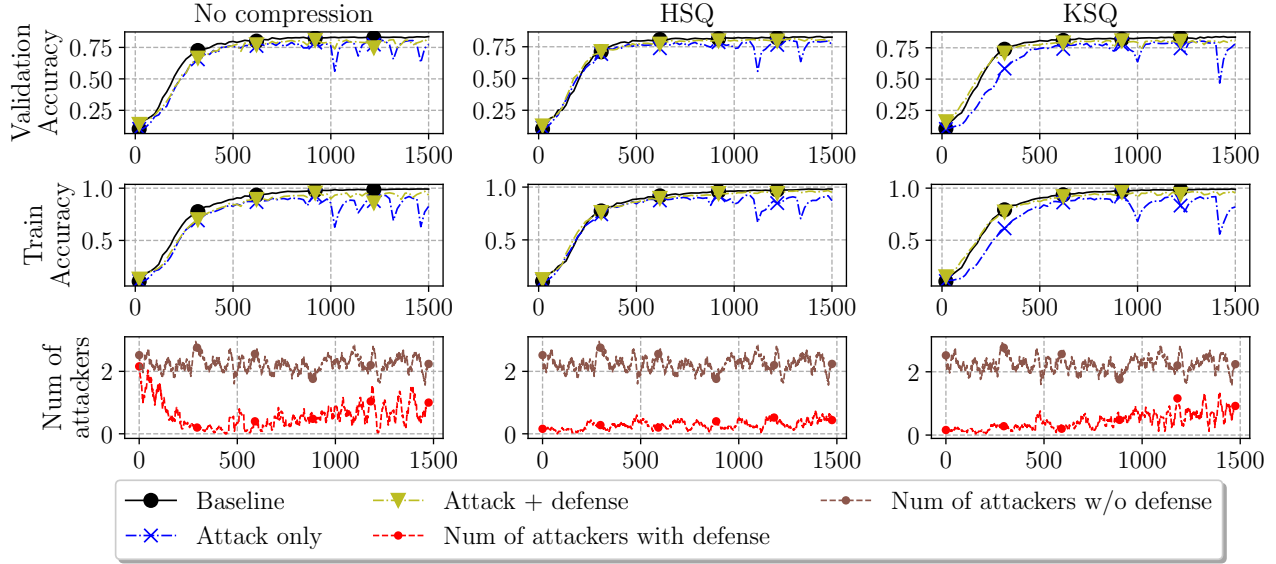 No compression HSQ KSQ
Validation
Accuracy
0.75 0.75 0.75
0.50 0.50 0.50
0.25 0.25 0.25
0 500 1000 1500 0 500 1000 1500 0 500 1000 1500
Train
Accuracy
1.0 1.0 1.0
0.5 0.5 0.5
0 500 1000 1500 0 500 1000 1500 0 500 1000 1500
Num of
attackers
2 2 2
0 0 0
0 500 1000 1500 0 500 1000 1500 0 500 1000 1500
Baseline Attack + defense Num of attackers w/o defense
Attack only Num of attackers with defense